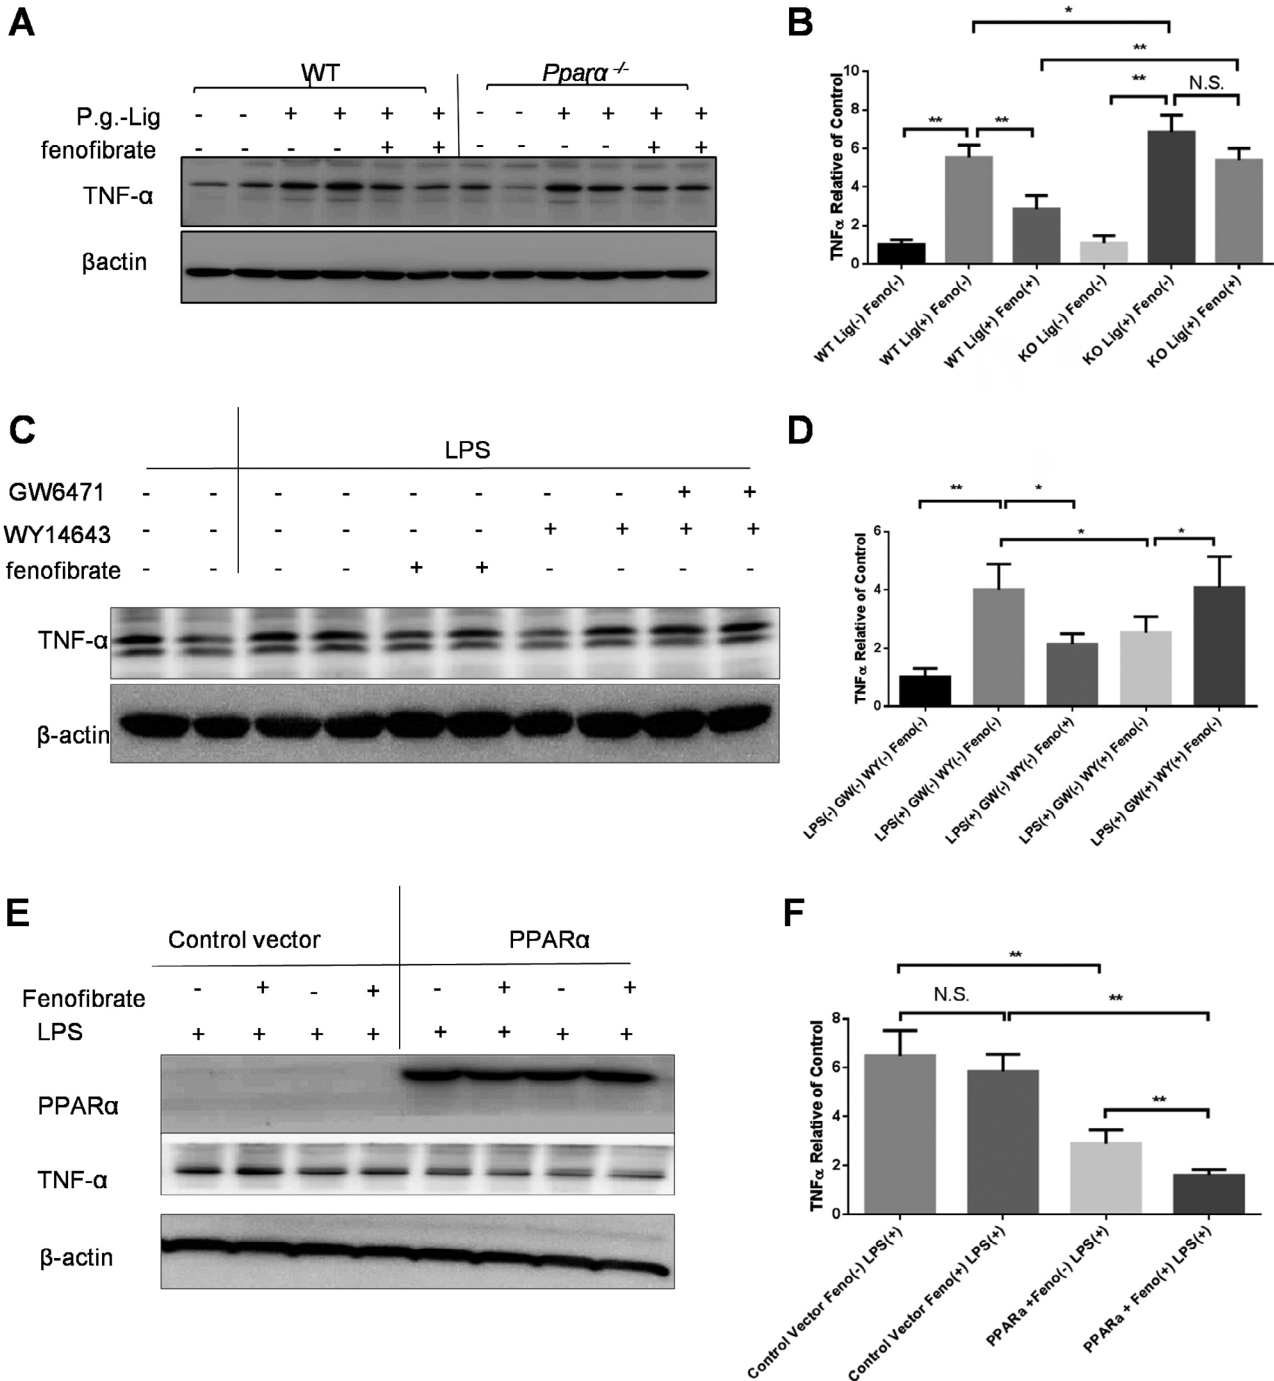 A
WT
Pparα -/-
P.g.-Lig - - + + + + - - + + + +
fenofibrate - - - - + + - - - - + +
TNF-α
βactin
B
*
**
** N.S.
** **
TNFα Relative of Control
10
8
6
4
2
0
WT Lig(-) Feno(-)
WT Lig(+) Feno(-)
WT Lig(+) Feno(+)
KO Lig(-) Feno(-)
KO Lig(+) Feno(-)
KO Lig(+) Feno(+)
C
LPS
GW6471 - - - - - - - - + +
WY14643 - - - - - - + + + +
fenofibrate - - - - + + - - - -
TNF-α
β-actin
D
** *
* *
TNFα Relative of Control
6
4
2
0
LPS(-) GW(-) WY(-) Feno(-)
LPS(+) GW(-) WY(-) Feno(-)
LPS(+) GW(-) WY(-) Feno(+)
LPS(+) GW(-) WY(+) Feno(-)
LPS(+) GW(+) WY(+) Feno(-)
E
Control vector PPARα
Fenofibrate - + - + - + - +
LPS + + + + + + + +
PPARα
TNF-α
β-actin
F
**
N.S. **
**
TNFα Relative of Control
8
6
4
2
0
Control Vector Feno(-) LPS(+)
Control Vector Feno(+) LPS(+)
PPARa +Feno(-) LPS(+)
PPARa + Feno(+) LPS(+)